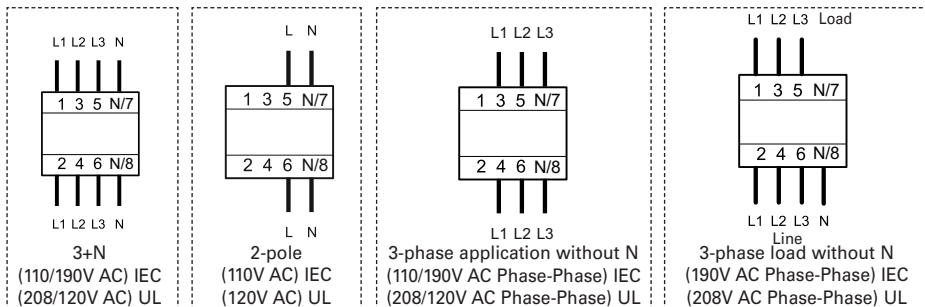 L1 L2 L3 N
1 3 5 N/7
2 4 6 N/8
L1 L2 L3 N
3+N
(110/190V AC) IEC
(208/120V AC) UL
L N
1 3 5 N/7
2 4 6 N/8
L N
2-pole
(110V AC) IEC
(120V AC) UL
L1 L2 L3
1 3 5 N/7
2 4 6 N/8
L1 L2 L3
3-phase application without N
(110/190V AC Phase-Phase) IEC
(208/120V AC Phase-Phase) UL
L1 L2 L3 Load
1 3 5 N/7
2 4 6 N/8
L1 L2 L3 N
Line
3-phase load without N
(190V AC Phase-Phase) IEC
(208V AC Phase-Phase) UL